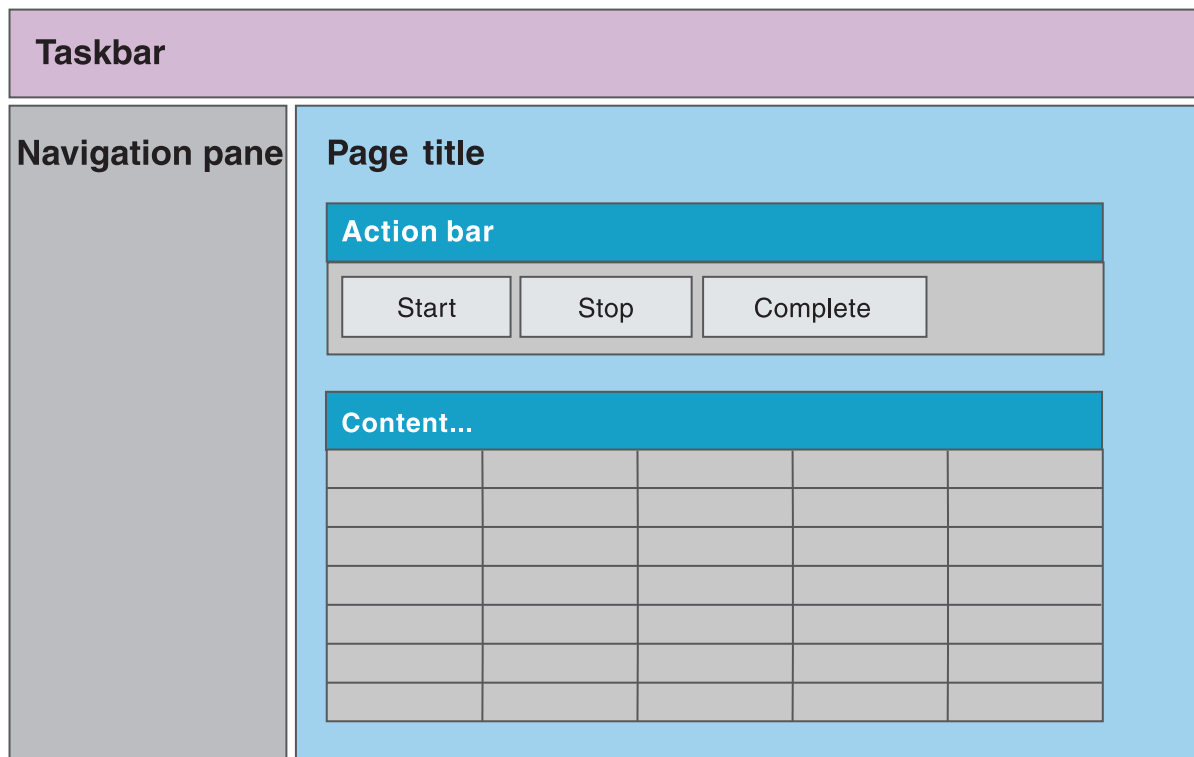 Taskbar
Navigation pane
Page title
Action bar
Start
Stop
Complete
Content...